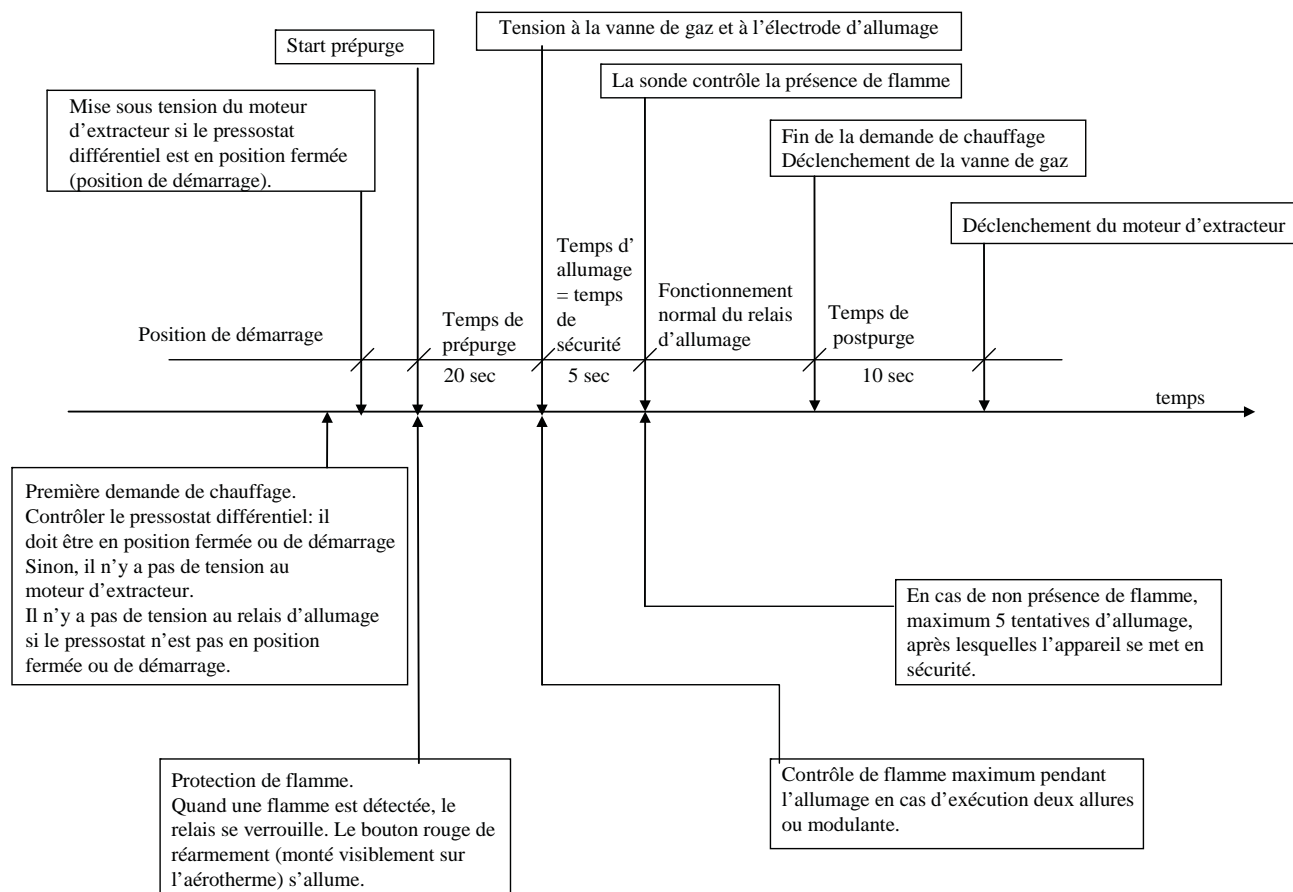 Tension à la vanne de gaz et à l’électrode d’allumage
Start prépurge
La sonde contrôle la présence de flamme
Mise sous tension du moteur
d’extracteur si le pressostat
différentiel est en position fermée
(position de démarrage).
Fin de la demande de chauffage
Déclenchement de la vanne de gaz
Déclenchement du moteur d’extracteur
Position de démarrage
Temps de
prépurge
20 sec
Temps d’
allumage
= temps
de
sécurité
5 sec
Fonctionnement
normal du relais
d’allumage
Temps de
postpurge
10 sec
temps
Première demande de chauffage.
Contrôler le pressostat différentiel: il
doit être en position fermée ou de démarrage
Sinon, il n’y a pas de tension au
moteur d’extracteur.
Il n’y a pas de tension au relais d’allumage
si le pressostat n’est pas en position
fermée ou de démarrage.
En cas de non présence de flamme,
maximum 5 tentatives d’allumage,
après lesquelles l’appareil se met en
sécurité.
Protection de flamme.
Quand une flamme est détectée, le
relais se verrouille. Le bouton rouge de
réarmement (monté visiblement sur
l’aérotherme) s’allume.
Contrôle de flamme maximum pendant
l’allumage en cas d’exécution deux allures
ou modulante.